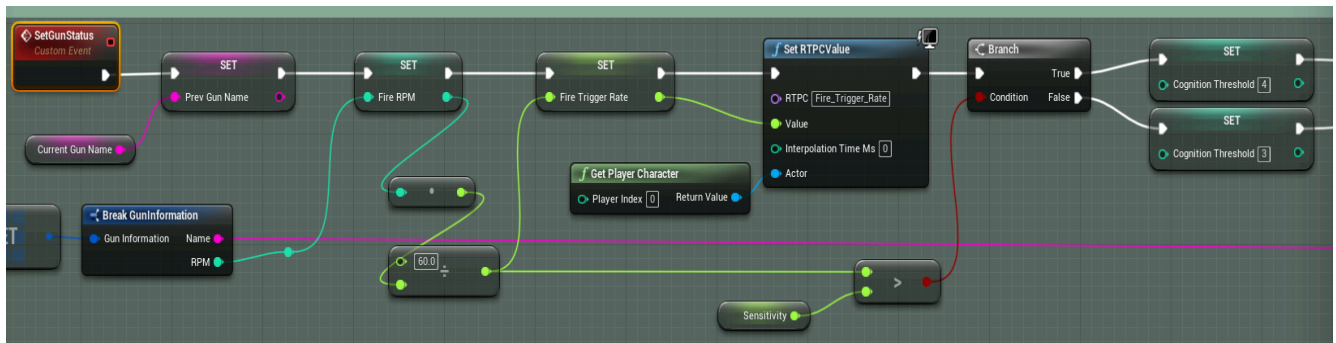 SetGunStatus
Custom Event
SET
Prev Gun Name
Current Gun Name
SET
Fire RPM
SET
Fire Trigger Rate
f Set RTPCValue
RTPC Fire_Trigger_Rate
Value
Interpolation Time Ms 0
Actor
Branch
True
Condition False
SET
Cognition Threshold 4
SET
Cognition Threshold 3
f Get Player Character
Player Index 0 Return Value
ET
Break GunInformation
Gun Information Name
RPM
60.0
÷
>
Sensitivity